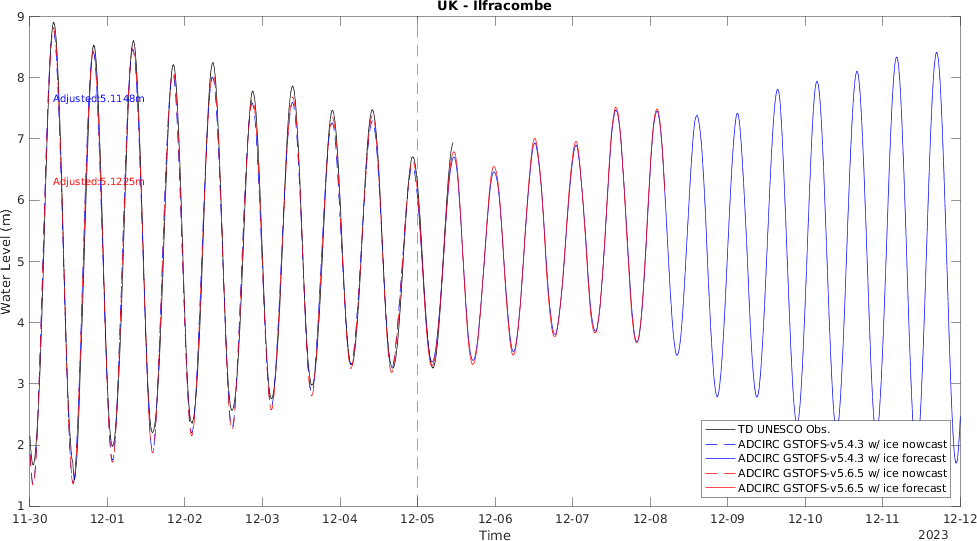 UK - Ilfracombe
9
8
7
6
5
4
3
2
1
Water Level (m)
Adjusted:5.1148m
Adjusted:5.1225m
TD UNESCO Obs.
ADCIRC GSTOFS-v5.4.3 w/ ice nowcast
ADCIRC GSTOFS-v5.4.3 w/ ice forecast
ADCIRC GSTOFS-v5.6.5 w/ ice nowcast
ADCIRC GSTOFS-v5.6.5 w/ ice forecast
11-30 12-01 12-02 12-03 12-04 12-05 12-06 12-07 12-08 12-09 12-10 12-11 12-12
Time
2023